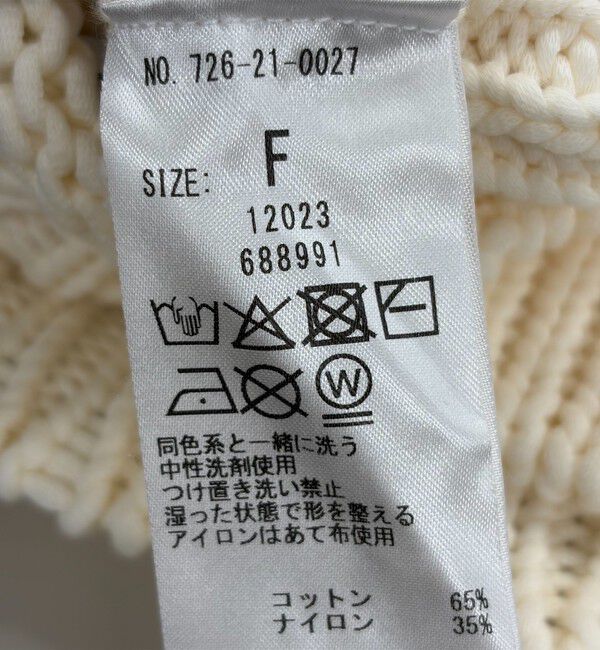 NO. 726-21-0027
SIZE: F
12023
688991
W
同色系と一緒に洗う
中性洗剤使用
つけ置き洗い禁止
湿った状態で形を整える
アイロンはあて布使用
コットン 65%
ナイロン 35%